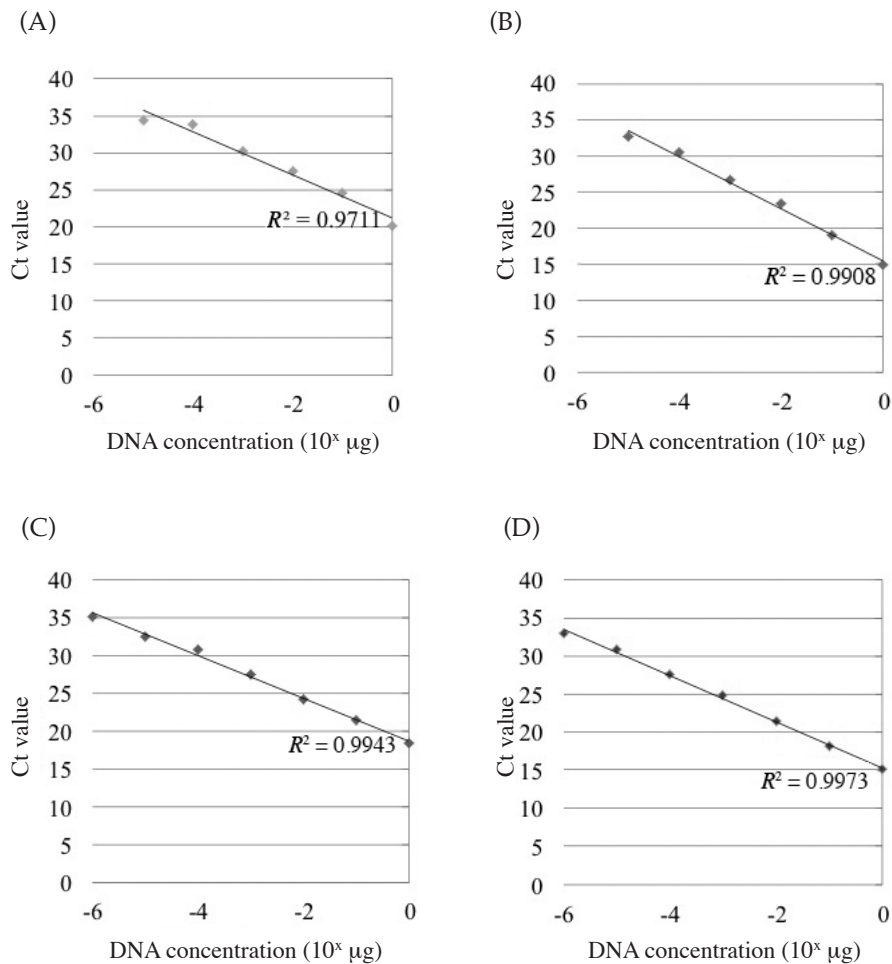 (A)
40
35
30
25
20
15
10
5
0
Ct value
R² = 0.9711
-6 -4 -2 0
DNA concentration (10ˣ µg)
(B)
40
35
30
25
20
15
10
5
0
Ct value
R² = 0.9908
-6 -4 -2 0
DNA concentration (10ˣ µg)
(C)
40
35
30
25
20
15
10
5
0
Ct value
R² = 0.9943
-6 -4 -2 0
DNA concentration (10ˣ µg)
(D)
40
35
30
25
20
15
10
5
0
Ct value
R² = 0.9973
-6 -4 -2 0
DNA concentration (10ˣ µg)